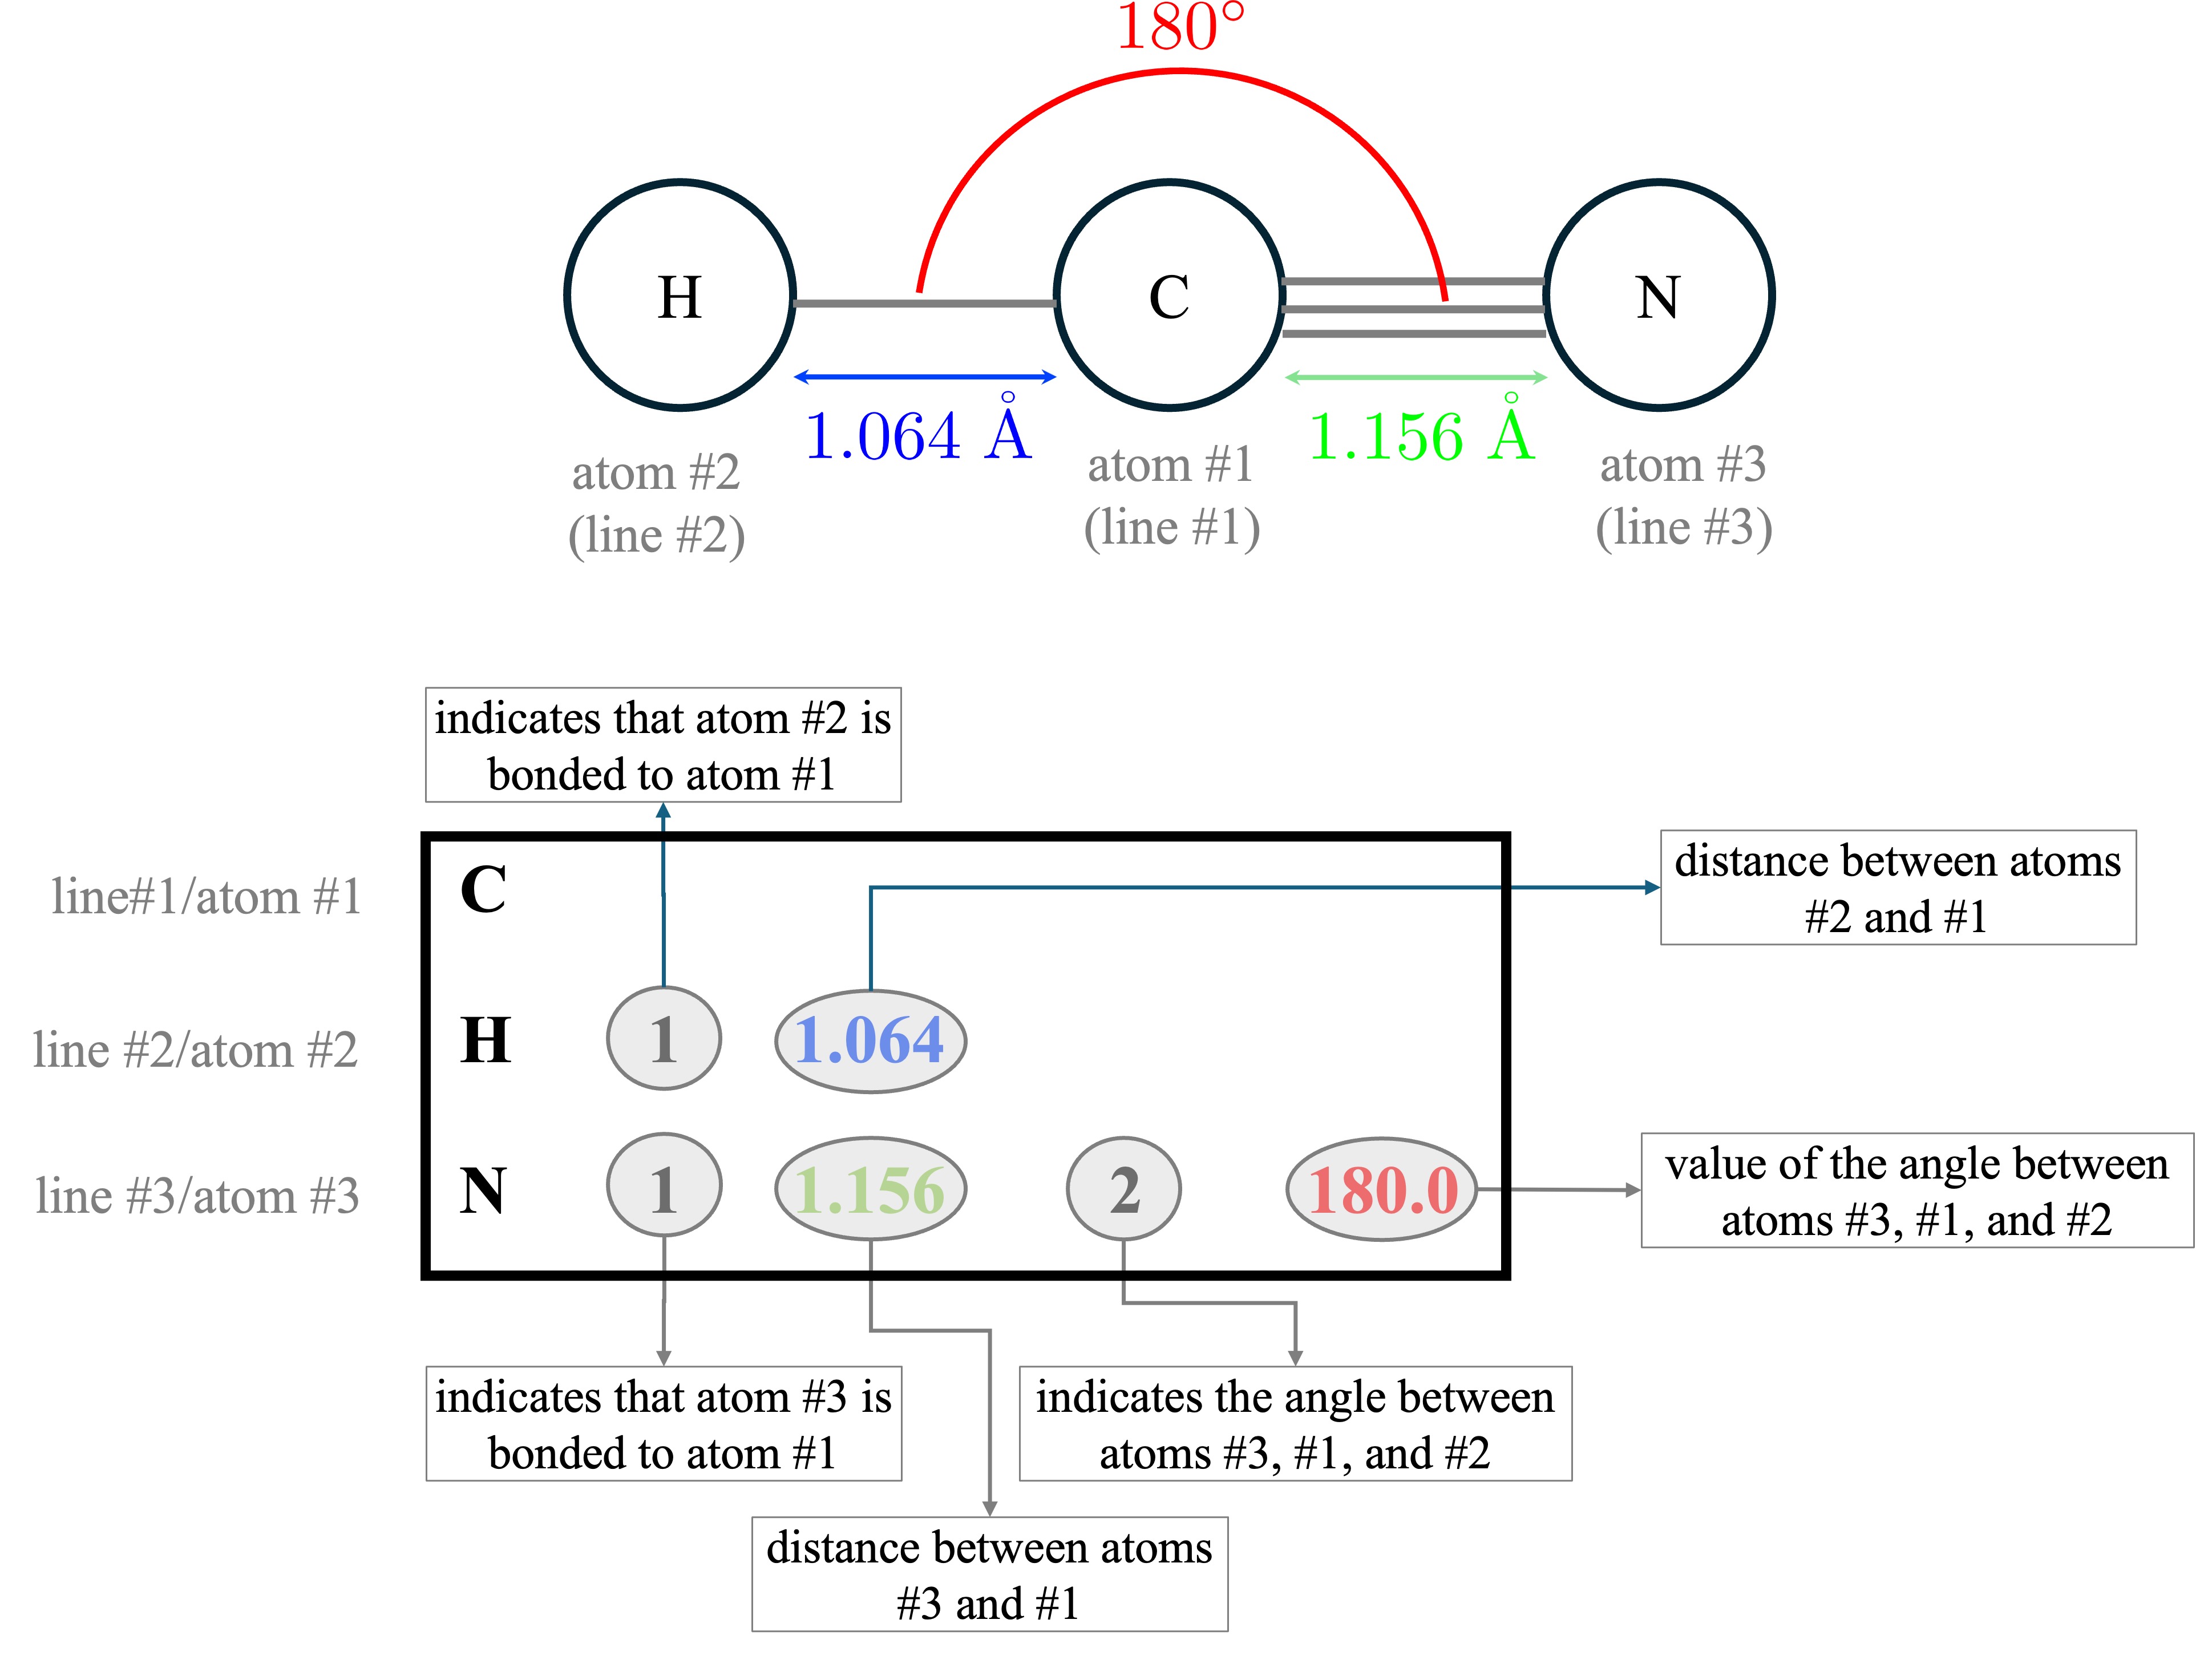 180°
H C N
1.064 Å 1.156 Å
atom #2
(line #2)
atom #1
(line #1)
atom #3
(line #3)
indicates that atom #2 is
bonded to atom #1
line#1/atom #1
C
distance between atoms
#2 and #1
line #2/atom #2
H 1 1.064
line #3/atom #3
N 1 1.156 2 180.0
value of the angle between
atoms #3, #1, and #2
indicates that atom #3 is
bonded to atom #1
indicates the angle between
atoms #3, #1, and #2
distance between atoms
#3 and #1